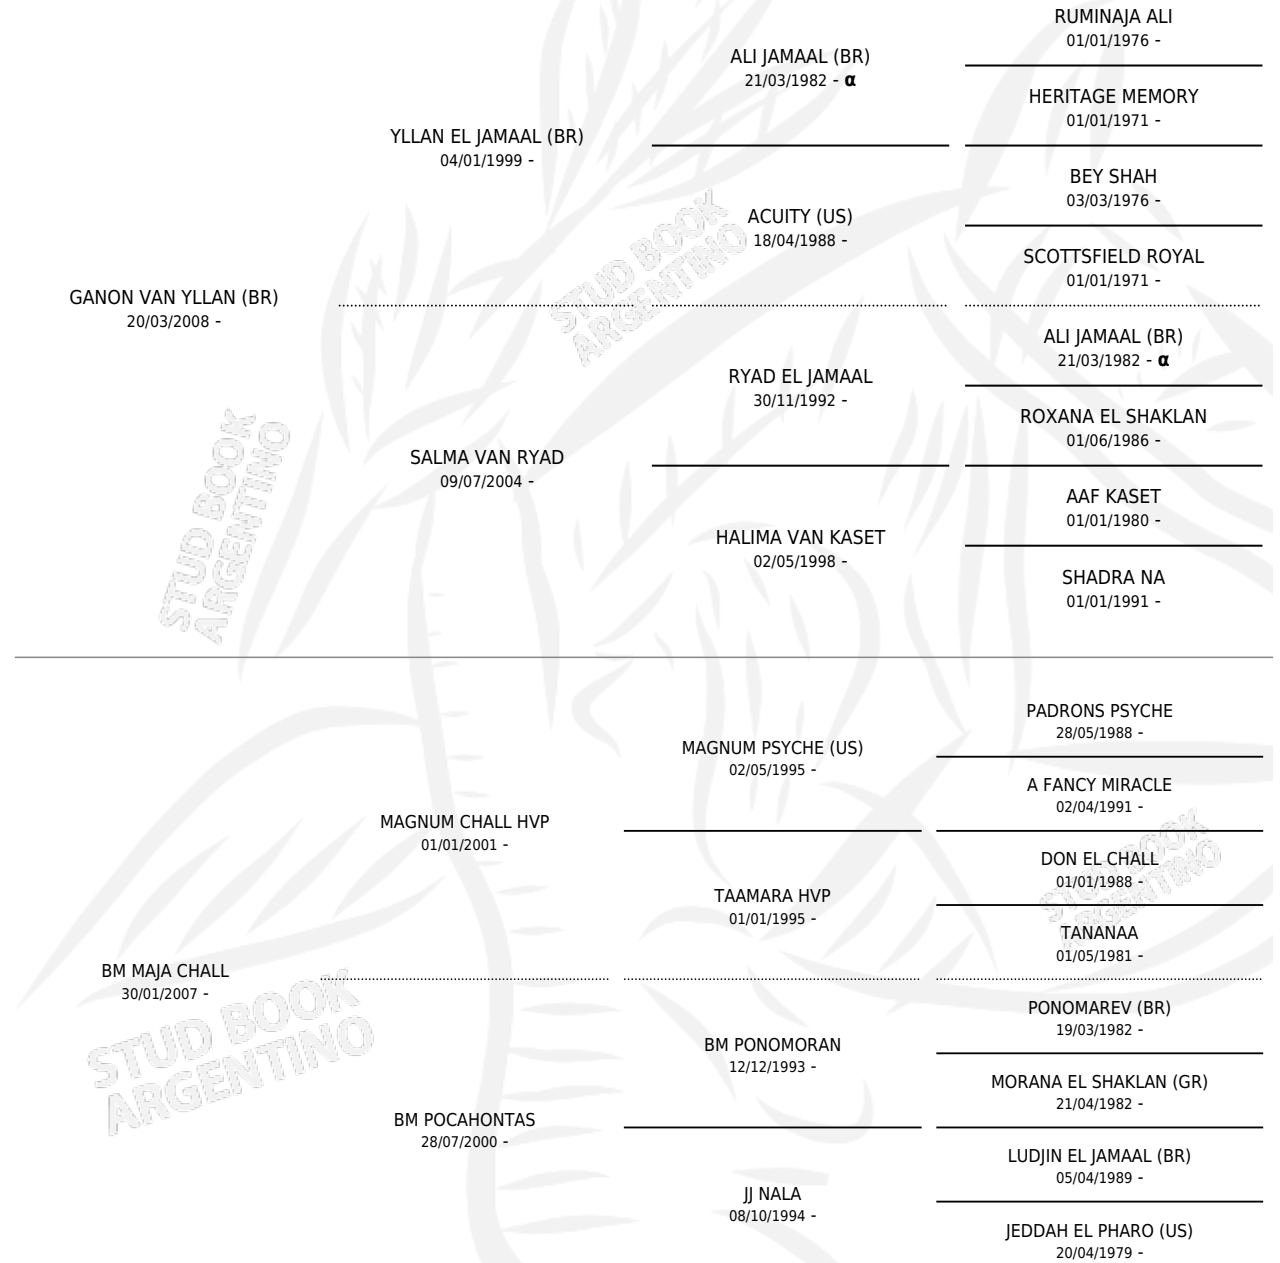 RUMINAJA ALI
01/01/1976 -
ALI JAMAAL (BR)
21/03/1982 - α
HERITAGE MEMORY
01/01/1971 -
YLLAN EL JAMAAL (BR)
04/01/1999 -
BEY SHAH
03/03/1976 -
ACUITY (US)
18/04/1988 -
SCOTTSFIELD ROYAL
01/01/1971 -
GANON VAN YLLAN (BR)
20/03/2008 -
ALI JAMAAL (BR)
21/03/1982 - α
RYAD EL JAMAAL
30/11/1992 -
ROXANA EL SHAKLAN
01/06/1986 -
SALMA VAN RYAD
09/07/2004 -
AAF KASET
01/01/1980 -
HALIMA VAN KASET
02/05/1998 -
SHADRA NA
01/01/1991 -
PADRONS PSYCHE
28/05/1988 -
MAGNUM PSYCHE (US)
02/05/1995 -
A FANCY MIRACLE
02/04/1991 -
MAGNUM CHALL HVP
01/01/2001 -
DON EL CHALL
01/01/1988 -
TAAMARA HVP
01/01/1995 -
TANANAA
01/05/1981 -
BM MAJA CHALL
30/01/2007 -
PONOMAREV (BR)
19/03/1982 -
BM PONOMORAN
12/12/1993 -
MORANA EL SHAKLAN (GR)
21/04/1982 -
BM POCAHONTAS
28/07/2000 -
LUDJIN EL JAMAAL (BR)
05/04/1989 -
JJ NALA
08/10/1994 -
JEDDAH EL PHARO (US)
20/04/1979 -
STUD BOOK
ARGENTINO
STUD BOOK
ARGENTINO
STUD BOOK
ARGENTINO
STUD BOOK
ARGENTINO